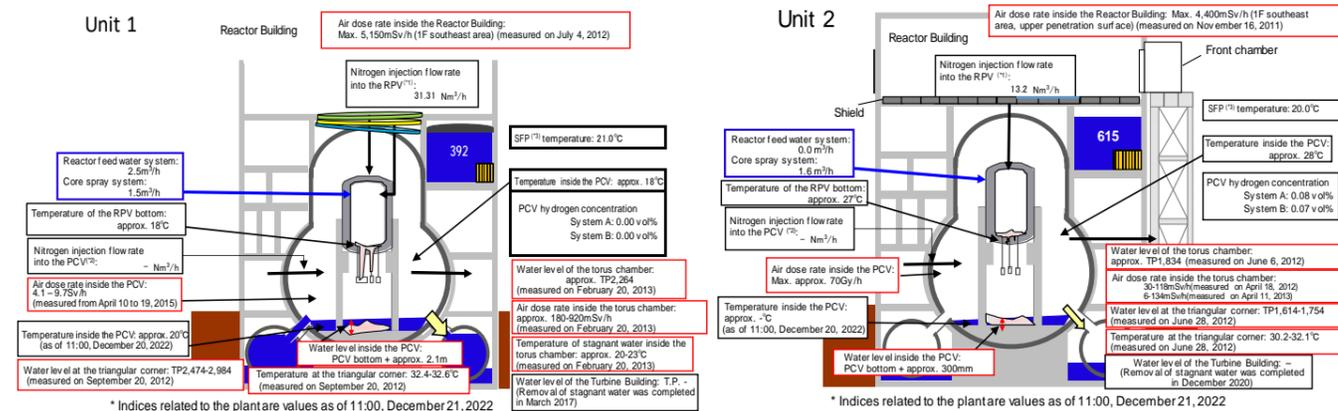 Unit 1
Reactor Building
Air dose rate inside the Reactor Building:
Max. 5,150mSv/h (1F southeast area) (measured on July 4, 2012)
Nitrogen injection flow rate
into the RPV(*1):
31.31 Nm3/h
392
SFP (*3) temperature: 21.0℃
Reactor feed water system:
2.5m3/h
Core spray system:
1.5m3/h
Temperature inside the PCV: approx. 18℃
PCV hydrogen concentration
System A: 0.00 vol%
System B: 0.00 vol%
Temperature of the RPV bottom:
approx. 18℃
Nitrogen injection flow rate
into the PCV(*2):
− Nm3/h
Air dose rate inside the PCV:
4.1 – 9.7Sv/h
(measured from April 10 to 19, 2015)
Temperature inside the PCV: approx. 20℃
(as of 11:00, December 20, 2022)
Water level at the triangular corner: TP2,474-2,984
(measured on September 20, 2012)
Water level inside the PCV:
PCV bottom + approx. 2.1m
Temperature at the triangular corner: 32.4-32.6℃
(measured on September 20, 2012)
Water level of the torus chamber:
approx. TP2,264
(measured on February 20, 2013)
Air dose rate inside the torus chamber:
approx. 180-920mSv/h
(measured on February 20, 2013)
Temperature of stagnant water inside the
torus chamber: approx. 20-23℃
(measured on February 20, 2013)
Water level of the Turbine Building: T.P. -
(Removal of stagnant water was completed
in March 2017)
* Indices related to the plant are values as of 11:00, December 21, 2022
Unit 2
Reactor Building
Air dose rate inside the Reactor Building: Max. 4,400mSv/h (1F southeast
area, upper penetration surface) (measured on November 16, 2011)
Front chamber
Nitrogen injection flow rate
into the RPV (*1):
13.2 Nm3/h
Shield
615
SFP (*3) temperature: 20.0℃
Reactor feed water system:
0.0 m3/h
Core spray system:
1.6 m3/h
Temperature inside the PCV:
approx. 28℃
PCV hydrogen concentration
System A: 0.08 vol%
System B: 0.07 vol%
Temperature of the RPV bottom:
approx. 27℃
Nitrogen injection flow rate
into the PCV (*2):
− Nm3/h
Air dose rate inside the PCV:
Max. approx. 70Gy/h
Temperature inside the PCV:
approx. -℃
(as of 11:00, December 20, 2022)
Water level inside the PCV:
PCV bottom + approx. 300mm
Water level of the torus chamber:
approx. TP1,834 (measured on June 6, 2012)
Air dose rate inside the torus chamber:
30-118mSv/h(measured on April 18, 2012)
6-134mSv/h(measured on April 11, 2013)
Water level at the triangular corner: TP1,614-1,754
(measured on June 28, 2012)
Temperature at the triangular corner: 30.2-32.1℃
(measured on June 28, 2012)
Water level of the Turbine Building: –
(Removal of stagnant water was completed
in December 2020)
* Indices related to the plant are values as of 11:00, December 21, 2022